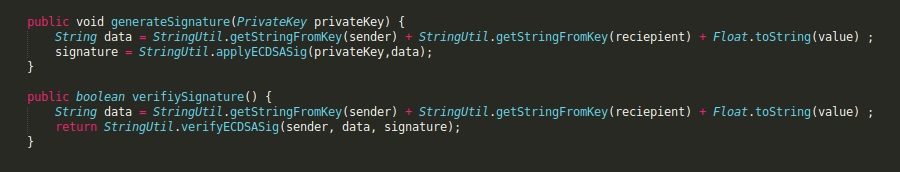 public void generateSignature(PrivateKey privateKey) {
    String data = StringUtil.getStringFromKey(sender) + StringUtil.getStringFromKey(reciepient) + Float.toString(value) ;
    signature = StringUtil.applyECDSASig(privateKey,data);
}

public boolean verifiySignature() {
    String data = StringUtil.getStringFromKey(sender) + StringUtil.getStringFromKey(reciepient) + Float.toString(value) ;
    return StringUtil.verifyECDSASig(sender, data, signature);
}